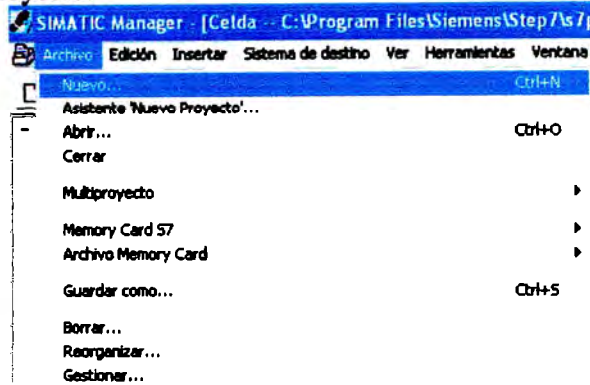 SIMATIC Manager - [Celda -- C:\Program Files\Siemens\Step7\s7p
Archivo Edición Insertar Sistema de destino Ver Herramientas Ventana
Nuevo... Ctrl+N
Asistente 'Nuevo Proyecto'...
Abrir... Ctrl+O
Cerrar
Multiproyecto
Memory Card S7
Archivo Memory Card
Guardar como... Ctrl+S
Borrar...
Reorganizar...
Gestionar...